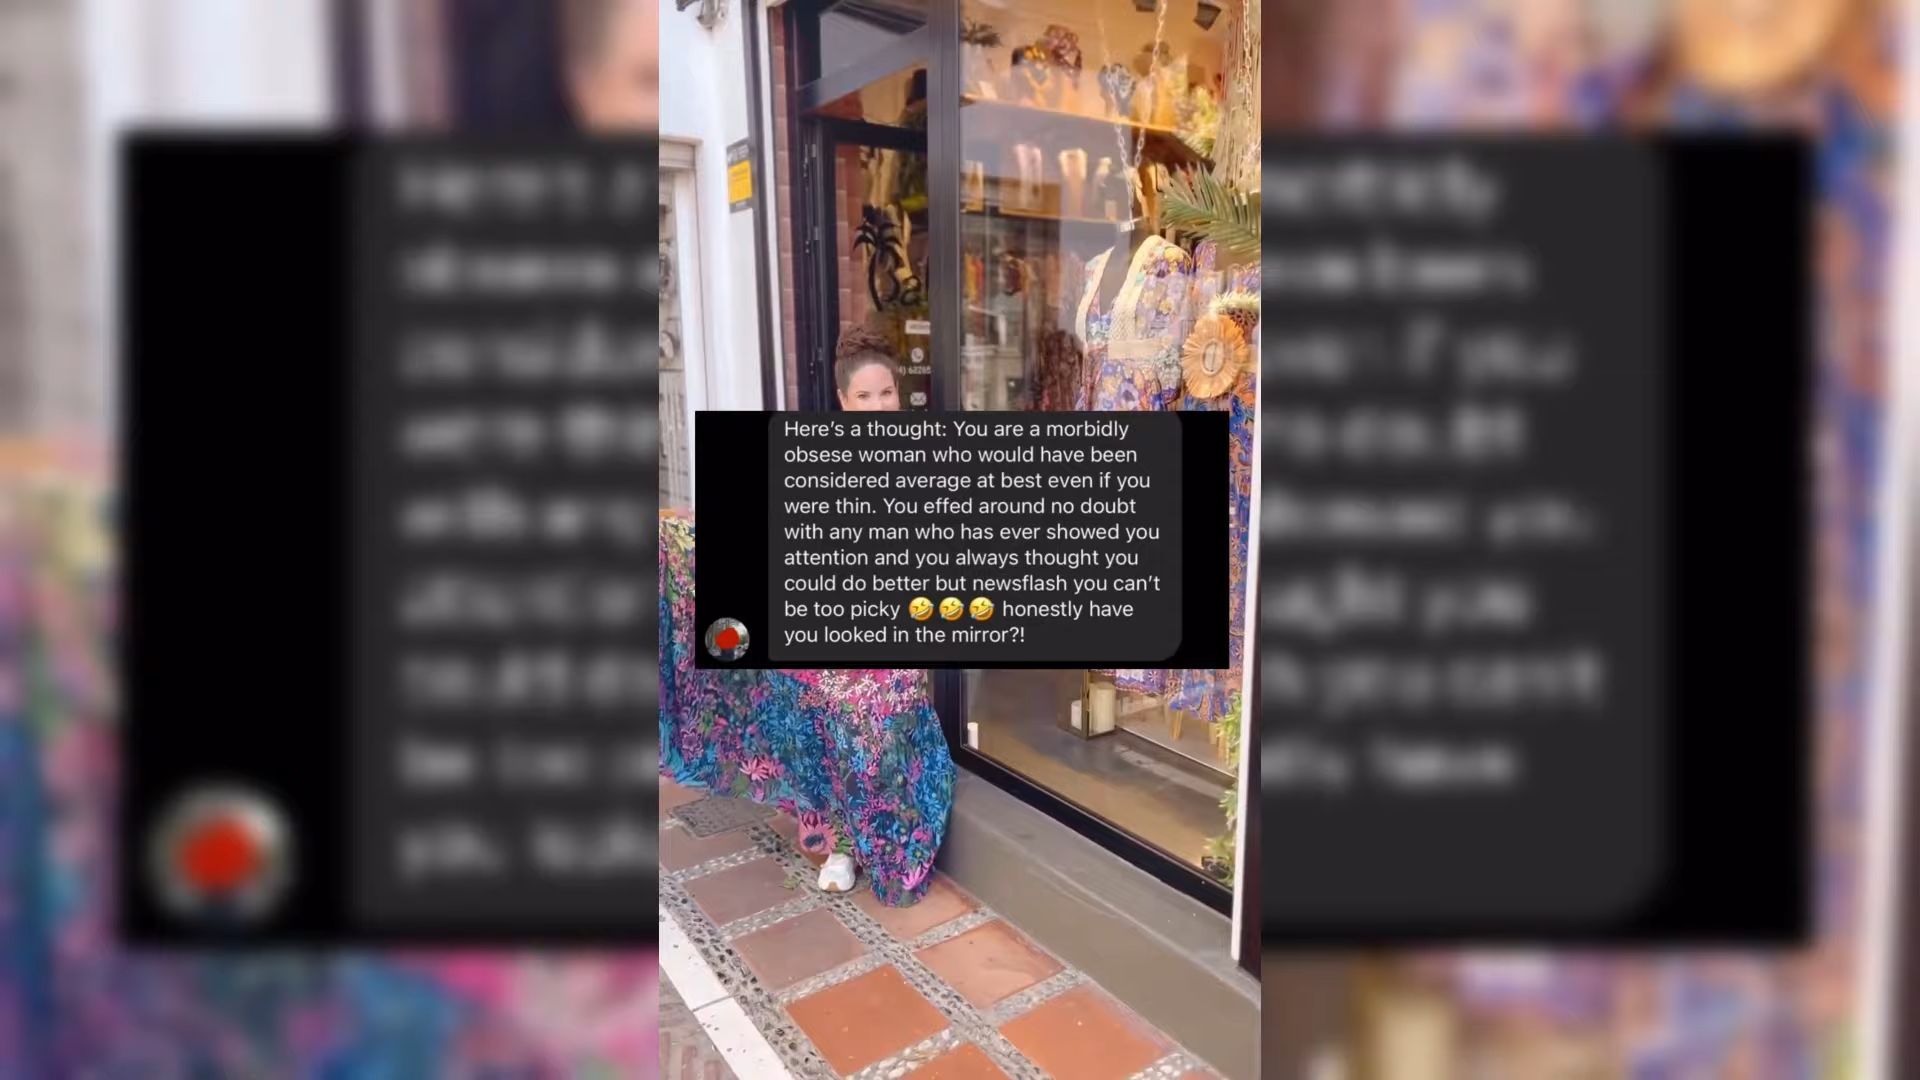 Here’s a thought: You are a morbidly
obsese woman who would have been
considered average at best even if you
were thin. You effed around no doubt
with any man who has ever showed you
attention and you always thought you
could do better but newsflash you can’t
be too picky 🤣🤣🤣 honestly have
you looked in the mirror?!